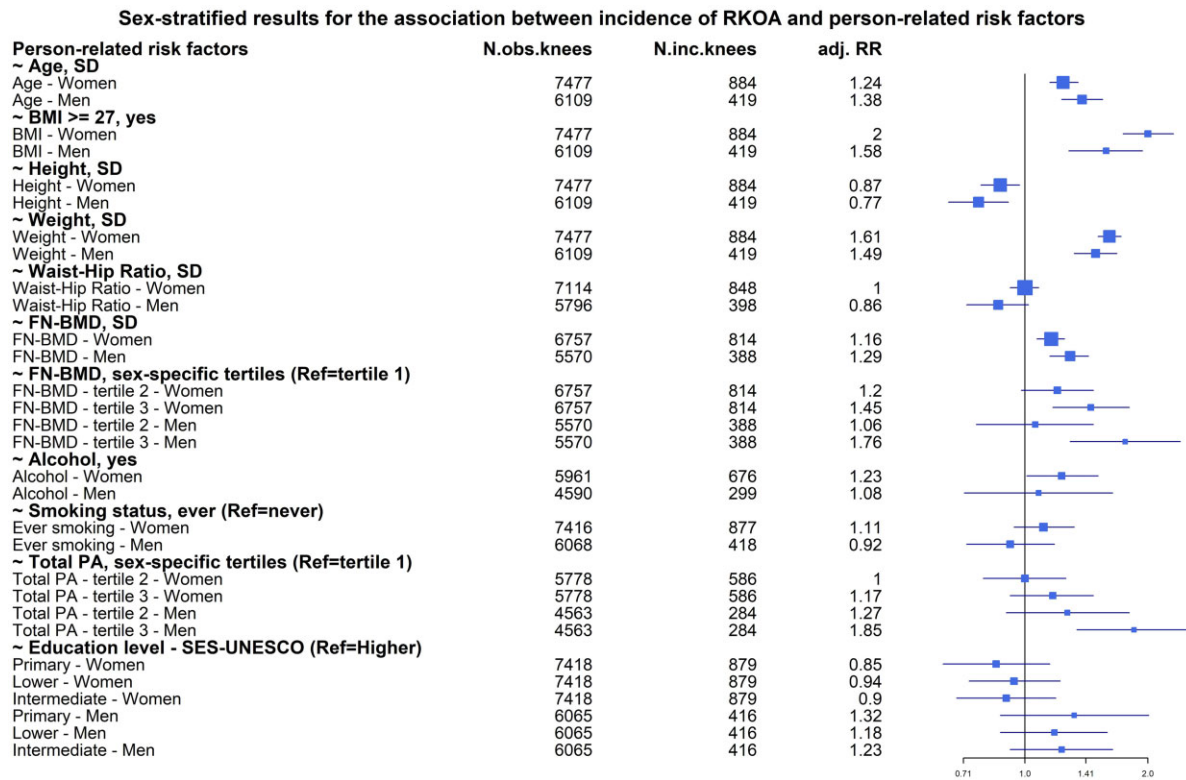 Sex-stratified results for the association between incidence of RKOA and person-related risk factors
Person-related risk factors N.obs.knees N.inc.knees adj. RR
~ Age, SD
Age - Women 7477 884 1.24
Age - Men 6109 419 1.38
~ BMI >= 27, yes
BMI - Women 7477 884 2
BMI - Men 6109 419 1.58
~ Height, SD
Height - Women 7477 884 0.87
Height - Men 6109 419 0.77
~ Weight, SD
Weight - Women 7477 884 1.61
Weight - Men 6109 419 1.49
~ Waist-Hip Ratio, SD
Waist-Hip Ratio - Women 7114 848 1
Waist-Hip Ratio - Men 5796 398 0.86
~ FN-BMD, SD
FN-BMD - Women 6757 814 1.16
FN-BMD - Men 5570 388 1.29
~ FN-BMD, sex-specific tertiles (Ref=tertile 1)
FN-BMD - tertile 2 - Women 6757 814 1.2
FN-BMD - tertile 3 - Women 6757 814 1.45
FN-BMD - tertile 2 - Men 5570 388 1.06
FN-BMD - tertile 3 - Men 5570 388 1.76
~ Alcohol, yes
Alcohol - Women 5961 676 1.23
Alcohol - Men 4590 299 1.08
~ Smoking status, ever (Ref=never)
Ever smoking - Women 7416 877 1.11
Ever smoking - Men 6068 418 0.92
~ Total PA, sex-specific tertiles (Ref=tertile 1)
Total PA - tertile 2 - Women 5778 586 1
Total PA - tertile 3 - Women 5778 586 1.17
Total PA - tertile 2 - Men 4563 284 1.27
Total PA - tertile 3 - Men 4563 284 1.85
~ Education level - SES-UNESCO (Ref=Higher)
Primary - Women 7418 879 0.85
Lower - Women 7418 879 0.94
Intermediate - Women 7418 879 0.9
Primary - Men 6065 416 1.32
Lower - Men 6065 416 1.18
Intermediate - Men 6065 416 1.23
0.71 1.0 1.41 2.0